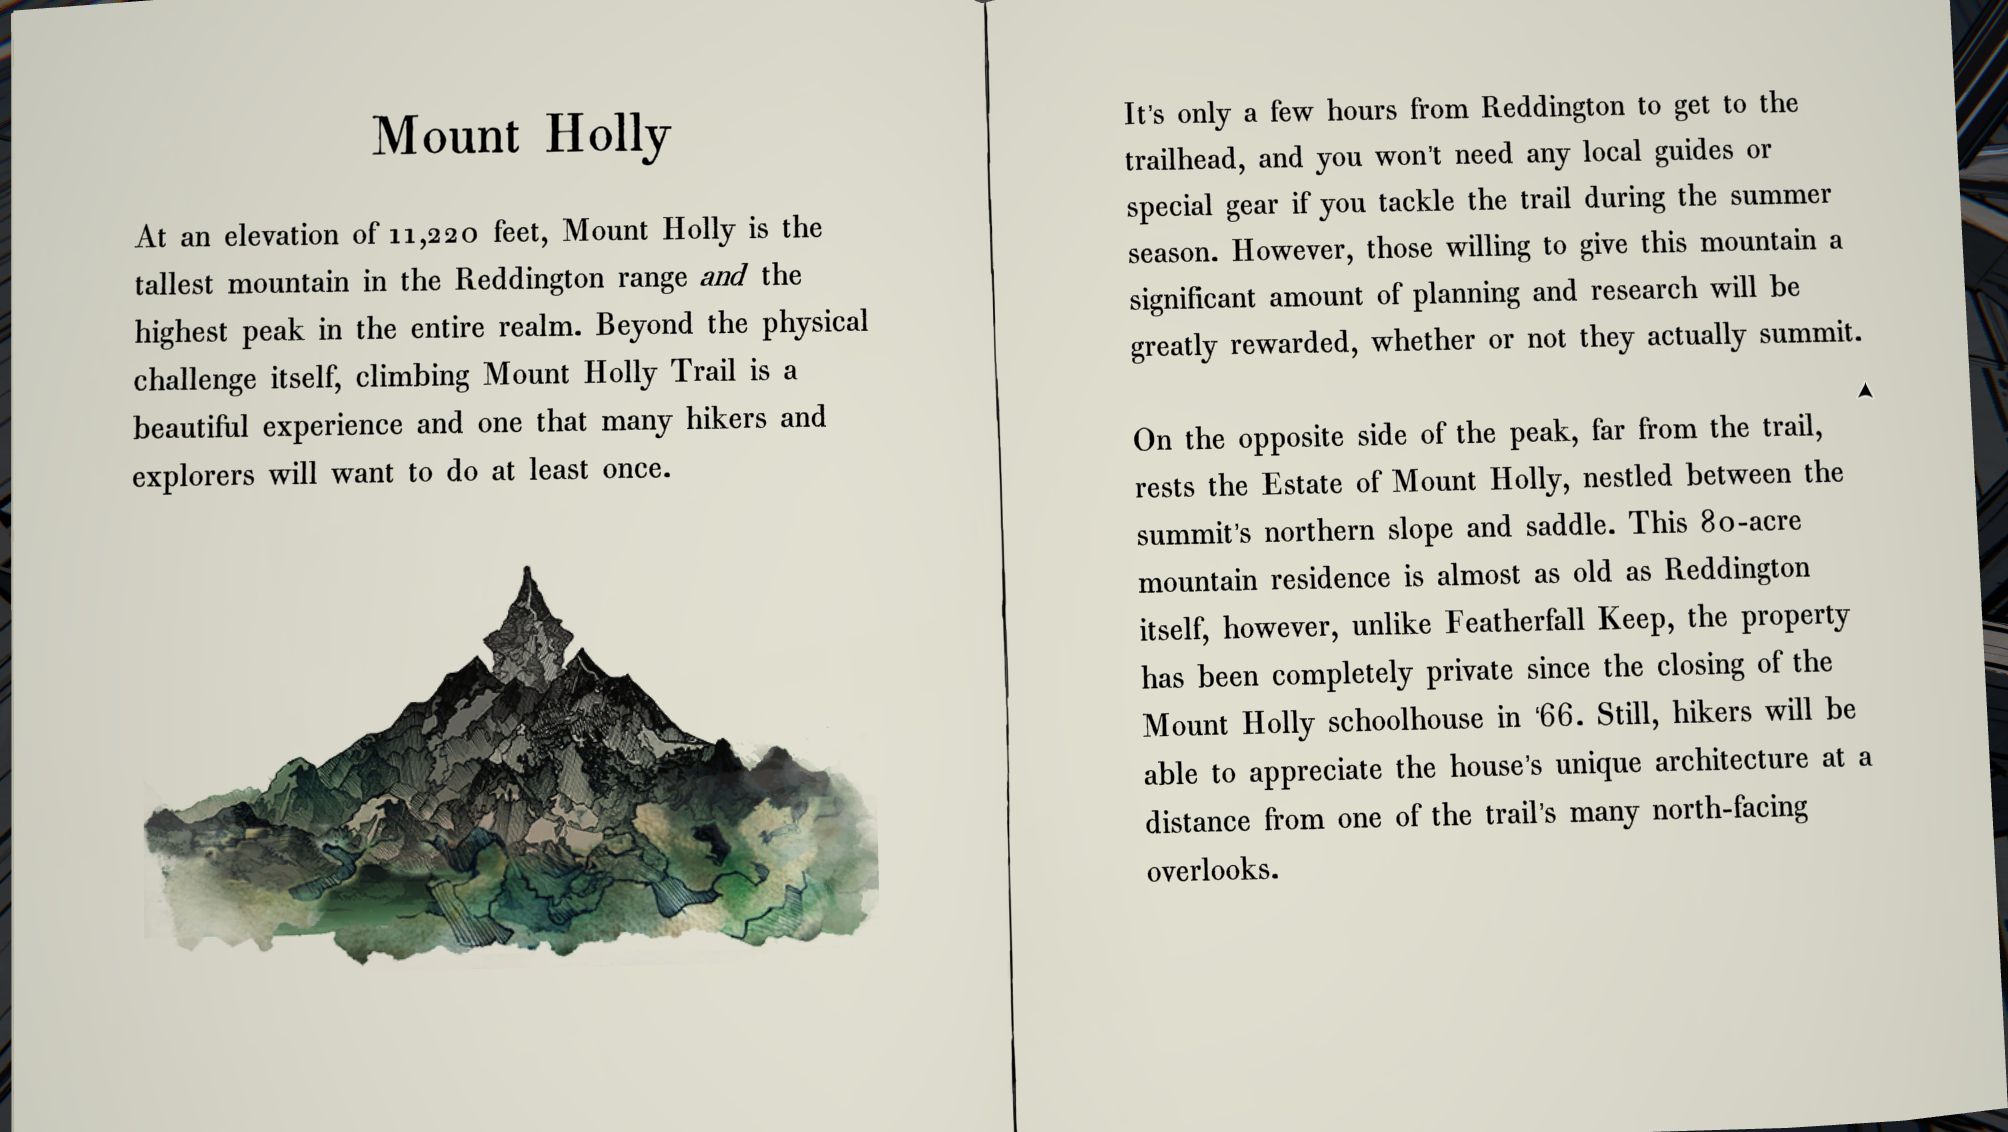 Mount Holly
At an elevation of 11,220 feet, Mount Holly is the
tallest mountain in the Reddington range and the
highest peak in the entire realm. Beyond the physical
challenge itself, climbing Mount Holly Trail is a
beautiful experience and one that many hikers and
explorers will want to do at least once.
It's only a few hours from Reddington to get to the
trailhead, and you won't need any local guides or
special gear if you tackle the trail during the summer
season. However, those willing to give this mountain a
significant amount of planning and research will be
greatly rewarded, whether or not they actually summit.
On the opposite side of the peak, far from the trail,
rests the Estate of Mount Holly, nestled between the
summit's northern slope and saddle. This 80-acre
mountain residence is almost as old as Reddington
itself, however, unlike Featherfall Keep, the property
has been completely private since the closing of the
Mount Holly schoolhouse in ‘66. Still, hikers will be
able to appreciate the house's unique architecture at a
distance from one of the trail's many north-facing
overlooks.